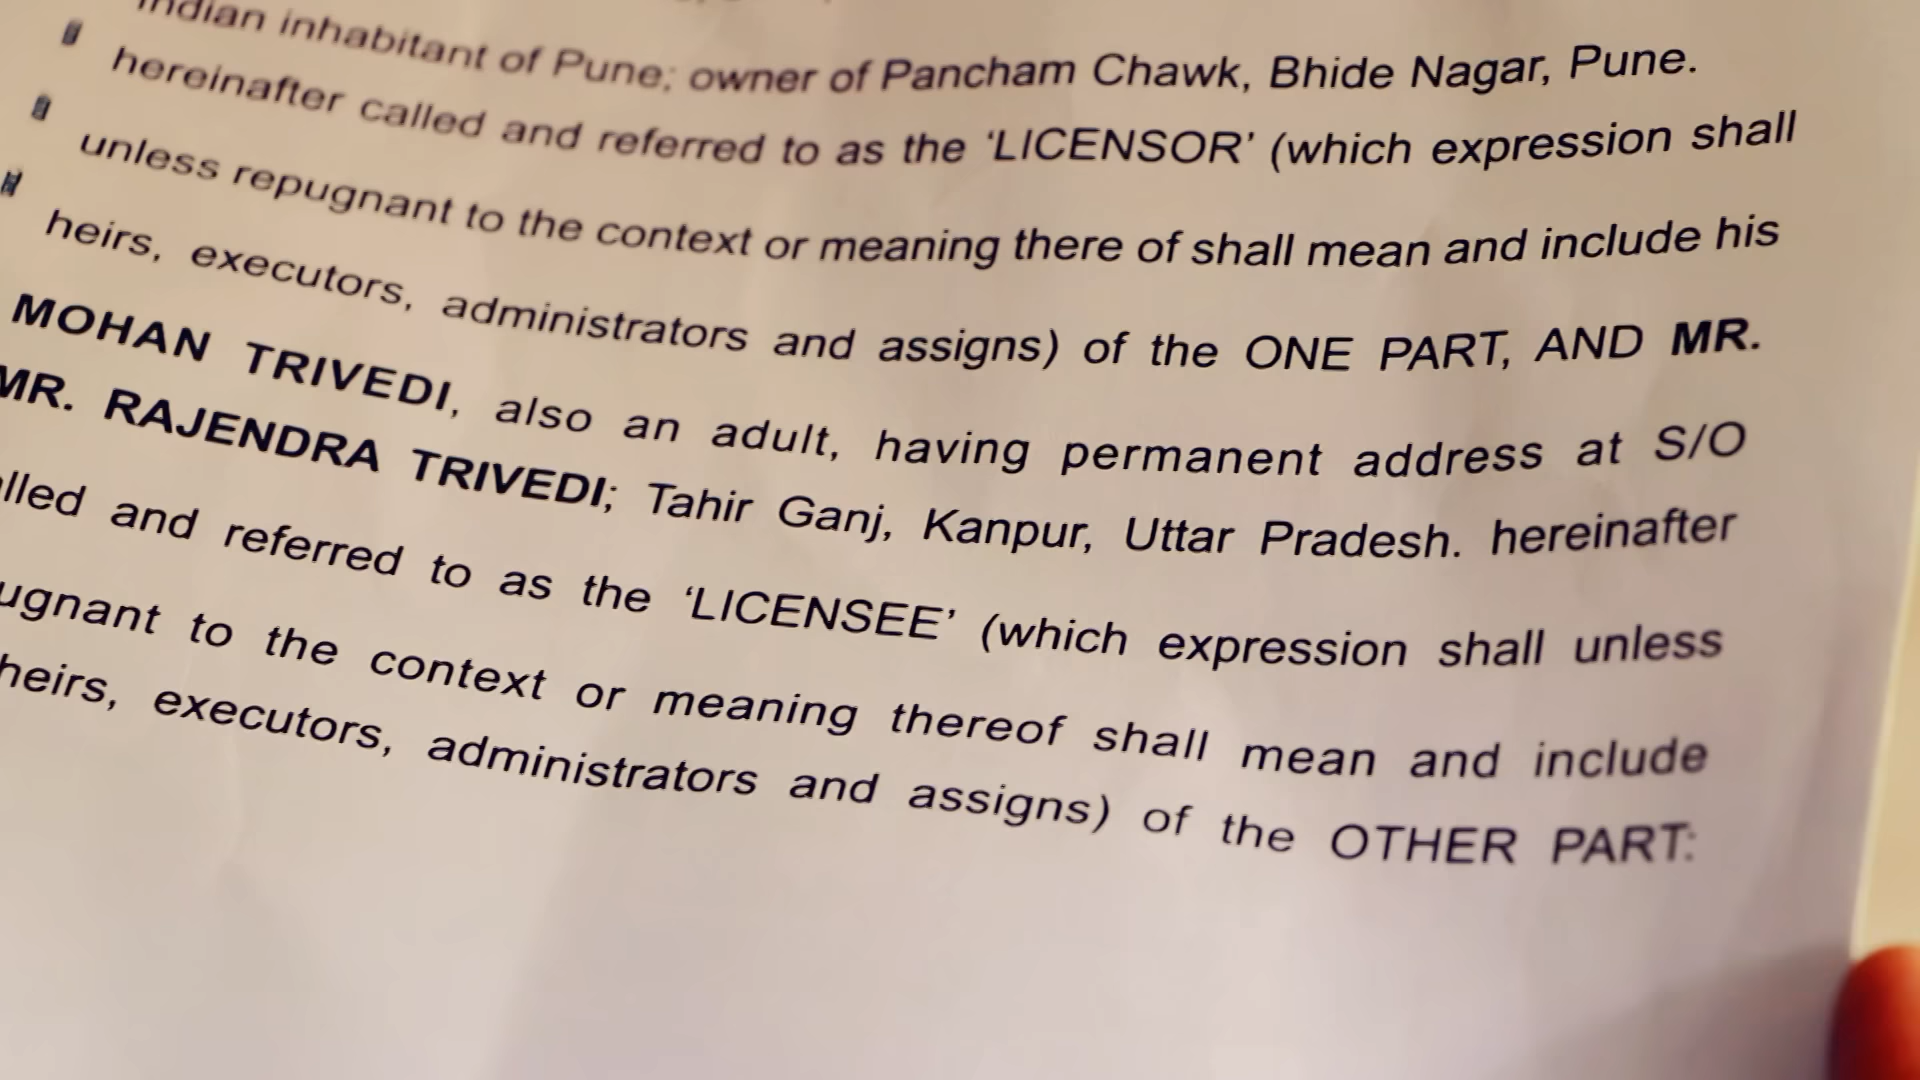 Indian inhabitant of Pune; owner of Pancham Chawk, Bhide Nagar, Pune.
hereinafter called and referred to as the ‘LICENSOR’ (which expression shall
unless repugnant to the context or meaning there of shall mean and include his
heirs, executors, administrators and assigns) of the ONE PART, AND MR.
MOHAN TRIVEDI, also an adult, having permanent address at S/O
MR. RAJENDRA TRIVEDI; Tahir Ganj, Kanpur, Uttar Pradesh. hereinafter
lled and referred to as the ‘LICENSEE’ (which expression shall unless
ugnant to the context or meaning thereof shall mean and include
heirs, executors, administrators and assigns) of the OTHER PART: